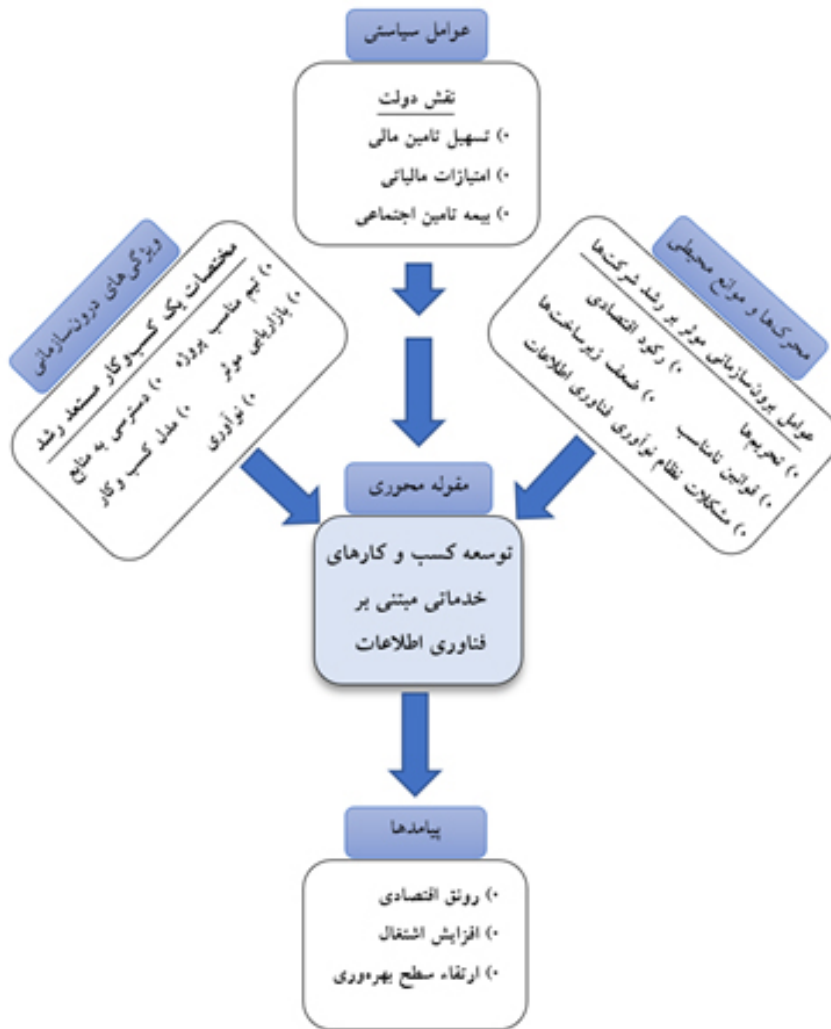 عوامل سیاستی
نقش دولت
·) تسهیل تامین مالی
·) امتیازات مالیاتی
·) بیمه تامین اجتماعی
محرک‌ها و موانع محیطی
عوامل برون‌سازمانی موثر بر رشد شرکت‌ها
·) تحریم‌ها ·) رکود اقتصادی
·) قوانین نامناسب ·) ضعف زیرساخت‌ها
·) مشکلات نظام نوآوری فناوری اطلاعات
ویژگی‌های درون‌سازمانی
مختصات یک کسب‌وکار مستعد رشد
·) تیم مناسب پروژه ·) دسترسی به منابع
·) بازاریابی موثر ·) مدل کسب و کار
·) نوآوری
مقوله محوری
توسعه کسب و کارهای
خدماتی مبتنی بر
فناوری اطلاعات
پیامدها
·) رونق اقتصادی
·) افزایش اشتغال
·) ارتقاء سطح بهره‌وری